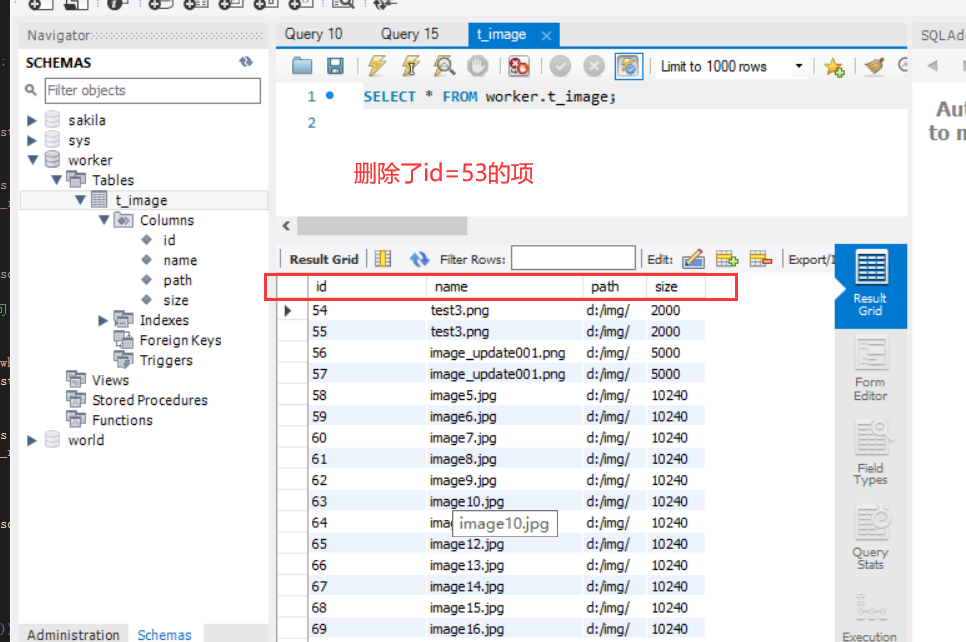 Navigator
SCHEMAS
Filter objects
sakila
sys
worker
Tables
t_image
Columns
id
name
path
size
Indexes
Foreign Keys
Triggers
Views
Stored Procedures
Functions
world
Administration Schemas
Query 10 Query 15 t_image
Limit to 1000 rows
1 SELECT * FROM worker.t_image;
2
删除了id=53的项
Result Grid Filter Rows: Edit: Export/
id name path size
54 test3.png d:/img/ 2000
55 test3.png d:/img/ 2000
56 image_update001.png d:/img/ 5000
57 image_update001.png d:/img/ 5000
58 image5.jpg d:/img/ 10240
59 image6.jpg d:/img/ 10240
60 image7.jpg d:/img/ 10240
61 image8.jpg d:/img/ 10240
62 image9.jpg d:/img/ 10240
63 image10.jpg d:/img/ 10240
64 d:/img/ 10240
image10.jpg
65 image12.jpg d:/img/ 10240
66 image13.jpg d:/img/ 10240
67 image14.jpg d:/img/ 10240
68 image15.jpg d:/img/ 10240
69 image16.jpg d:/img/ 10240
Result
Grid
Form
Editor
Field
Types
Query
Stats
Execution
SQLAd
Au
to